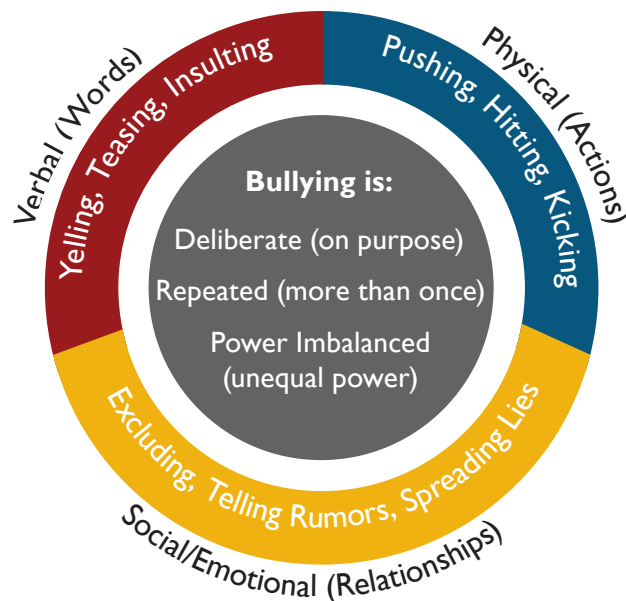 Verbal (Words)
Yelling, Teasing, Insulting
Physical (Actions)
Pushing, Hitting, Kicking
Bullying is:
Deliberate (on purpose)
Repeated (more than once)
Power Imbalanced
(unequal power)
Excluding, Telling Rumors, Spreading Lies
Social/Emotional (Relationships)